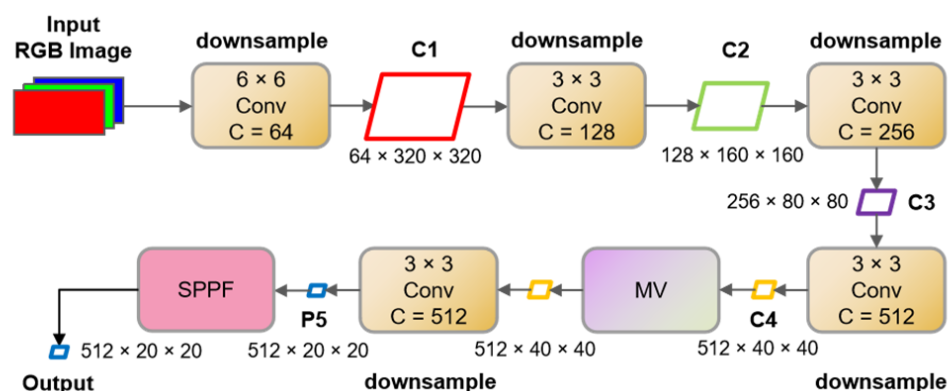 Input
RGB Image
downsample
6 × 6
Conv
C = 64
C1
64 × 320 × 320
downsample
3 × 3
Conv
C = 128
C2
128 × 160 × 160
downsample
3 × 3
Conv
C = 256
256 × 80 × 80
C3
3 × 3
Conv
C = 512
downsample
C4
512 × 40 × 40
MV
512 × 40 × 40
3 × 3
Conv
C = 512
downsample
P5
512 × 20 × 20
SPPF
512 × 20 × 20
Output